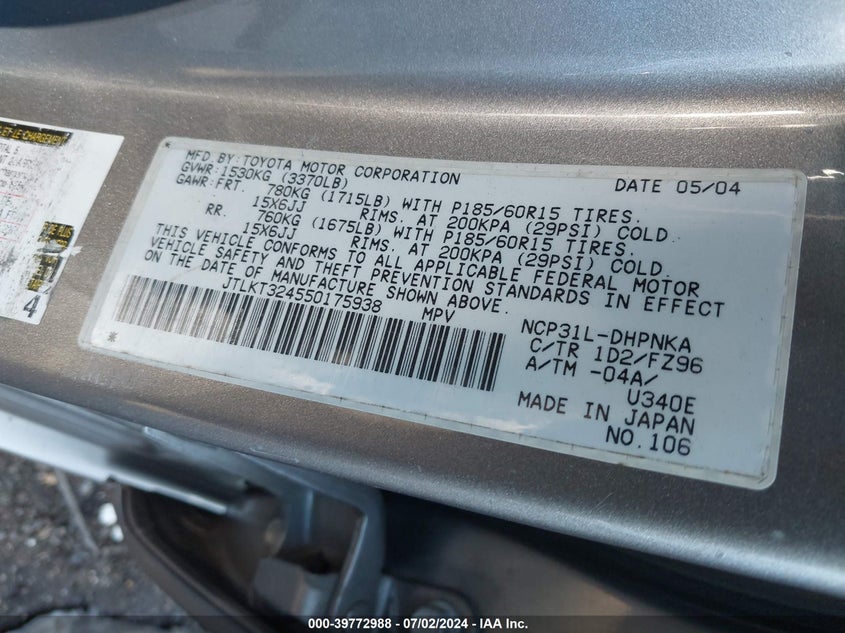 ET LE CHARGEMENT
4
MFD.BY:TOYOTA MOTOR CORPORATION DATE 05/04
GVWR:1530KG (3370LB)
GAWR:FRT. 780KG (1715LB) WITH P185/60R15 TIRES.
15X6JJ RIMS. AT 200KPA (29PSI) COLD.
RR. 760KG (1675LB) WITH P185/60R15 TIRES.
15X6JJ RIMS. AT 200KPA (29PSI) COLD.
THIS VEHICLE CONFORMS TO ALL APPLICABLE FEDERAL MOTOR
VEHICLE SAFETY AND THEFT PREVENTION STANDARDS IN EFFECT
ON THE DATE OF MANUFACTURE SHOWN ABOVE.
JTLKT324550175938 MPV
* NCP31L-DHPNKA
C/TR 1D2/FZ96
A/TM -04A/
U340E
MADE IN JAPAN
NO.106
000-39772988 | 07/02/2024 - IAA Inc.